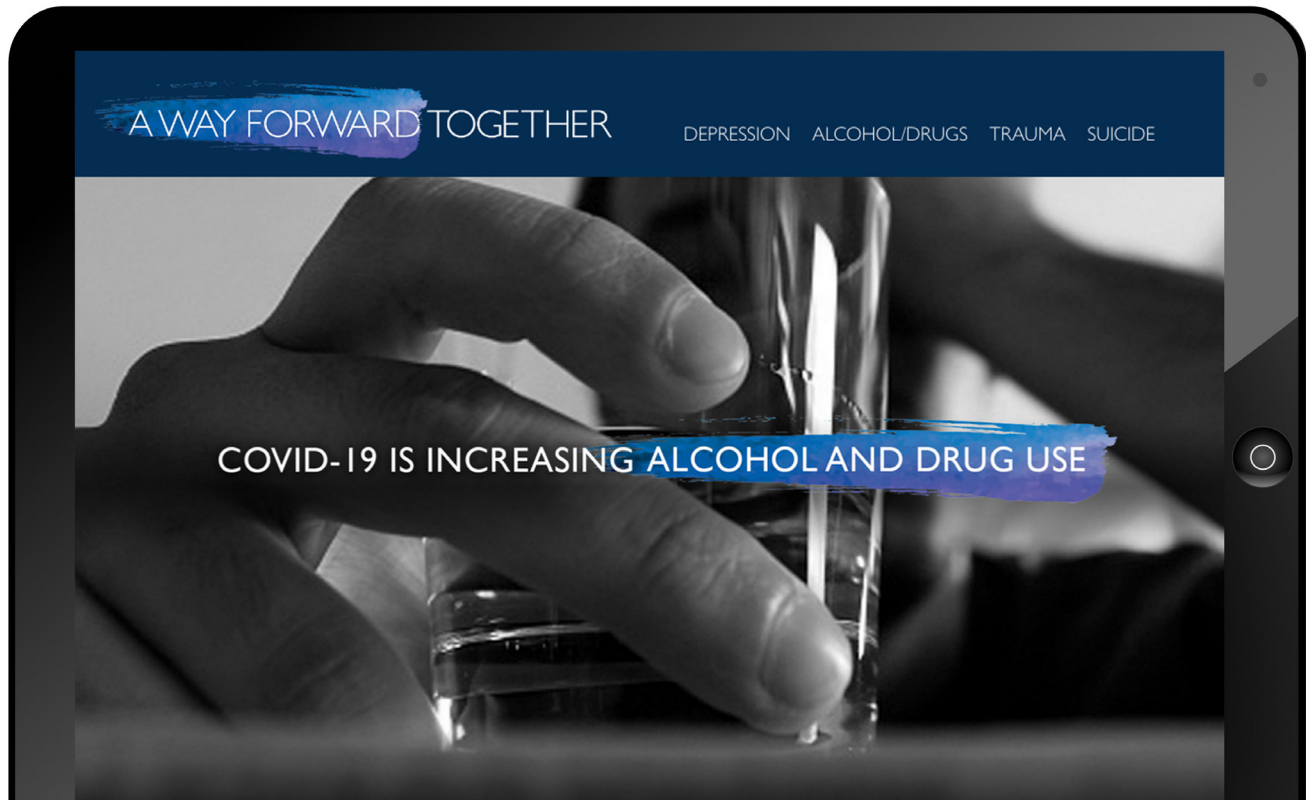 A WAY FORWARD TOGETHER
DEPRESSION ALCOHOL/DRUGS TRAUMA SUICIDE
COVID-19 IS INCREASING ALCOHOL AND DRUG USE